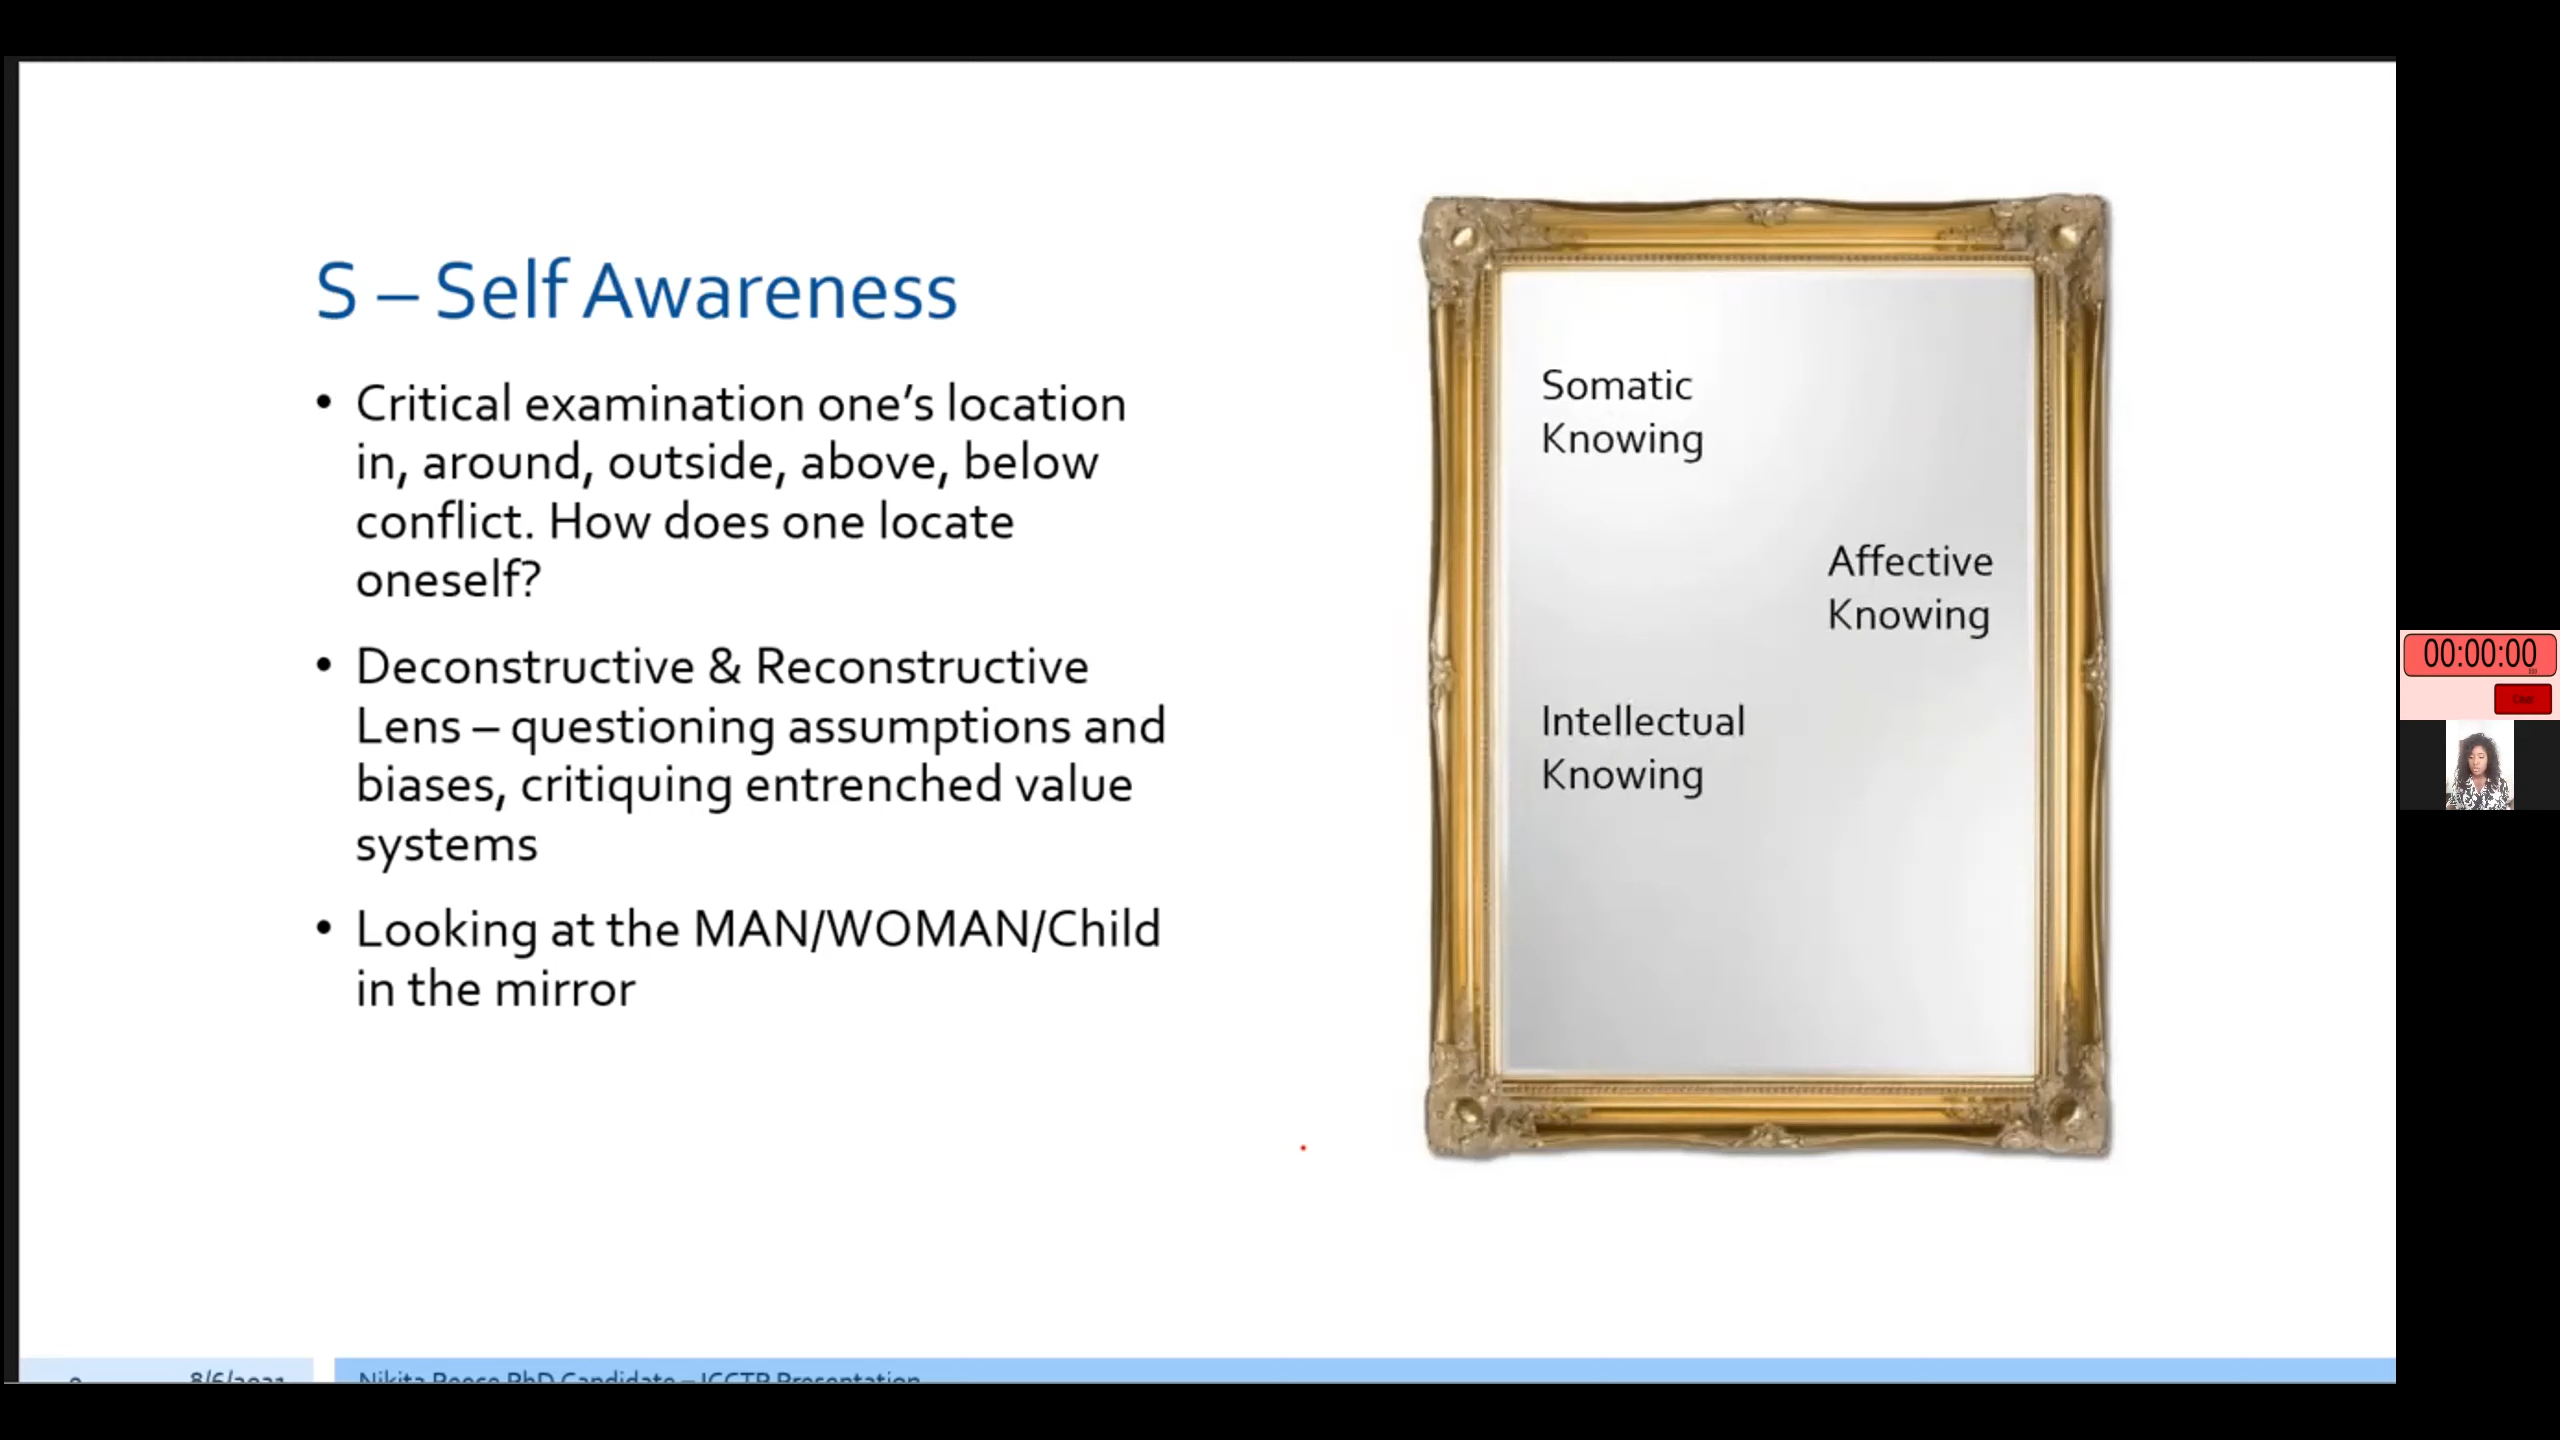 S – Self Awareness
• Critical examination one’s location
in, around, outside, above, below
conflict. How does one locate
oneself?
• Deconstructive & Reconstructive
Lens – questioning assumptions and
biases, critiquing entrenched value
systems
• Looking at the MAN/WOMAN/Child
in the mirror
Somatic
Knowing
Affective
Knowing
Intellectual
Knowing
00:00:00
8/6/2021
Nikita Reece PhD Candidate – Presentation